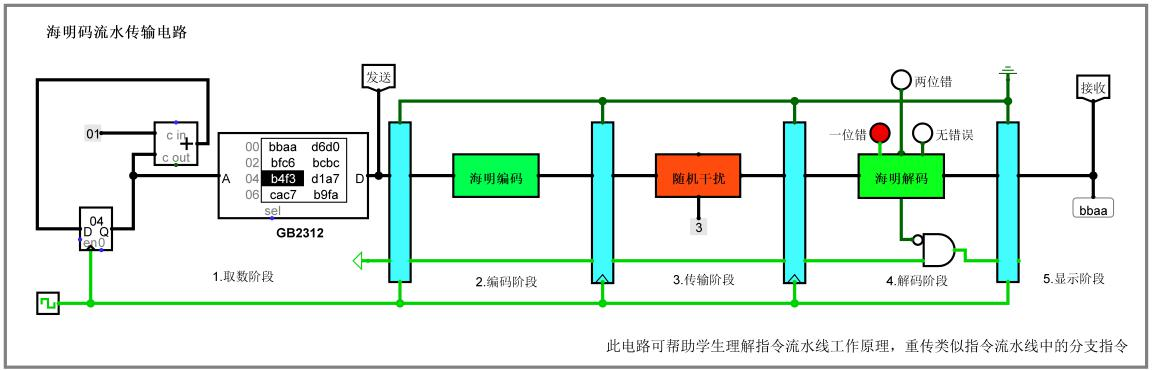 海明码流水传输电路
发送
两位错
接收
01
c in
+
c out
一位错
无错误
00 bbaa d6d0
02 bfc6 bcbc
04 b4f3 d1a7
06 cac7 b9fa
A
D
sel
GB2312
海明编码
随机干扰
海明解码
3
bbaa
04
D Q
en 0
1.取数阶段
2.编码阶段
3.传输阶段
4.解码阶段
5.显示阶段
此电路可帮助学生理解指令流水线工作原理，重传类似指令流水线中的分支指令